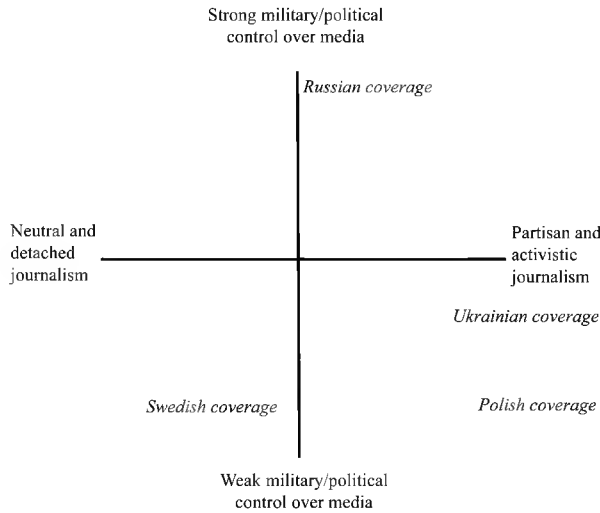 Strong military/political
control over media
Russian coverage
Neutral and
detached
journalism
Partisan and
activistic
journalism
Ukrainian coverage
Swedish coverage
Polish coverage
Weak military/political
control over media